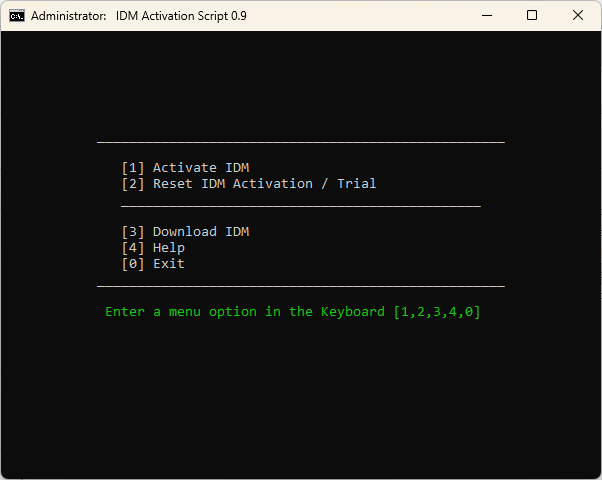 Administrator: IDM Activation Script 0.9
[1] Activate IDM
[2] Reset IDM Activation / Trial
[3] Download IDM
[4] Help
[0] Exit
Enter a menu option in the Keyboard [1,2,3,4,0]